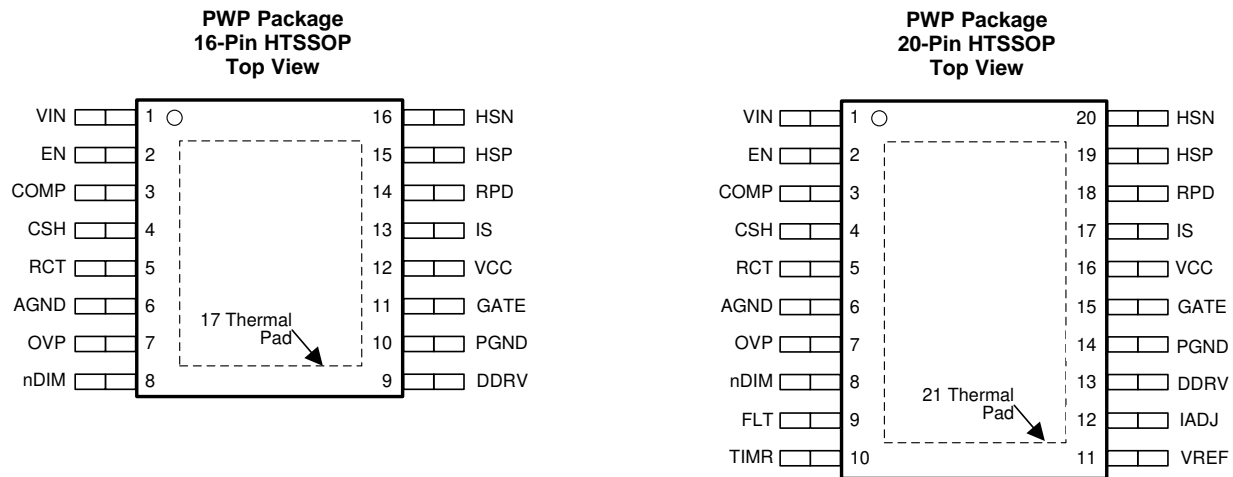 PWP Package
16-Pin HTSSOP
Top View
VIN 1 16 HSN
EN 2 15 HSP
COMP 3 14 RPD
CSH 4 13 IS
RCT 5 12 VCC
AGND 6 11 GATE
OVP 7 10 PGND
nDIM 8 9 DDRV
17 Thermal
Pad
PWP Package
20-Pin HTSSOP
Top View
VIN 1 20 HSN
EN 2 19 HSP
COMP 3 18 RPD
CSH 4 17 IS
RCT 5 16 VCC
AGND 6 15 GATE
OVP 7 14 PGND
nDIM 8 13 DDRV
FLT 9 12 IADJ
TIMR 10 11 VREF
21 Thermal
Pad